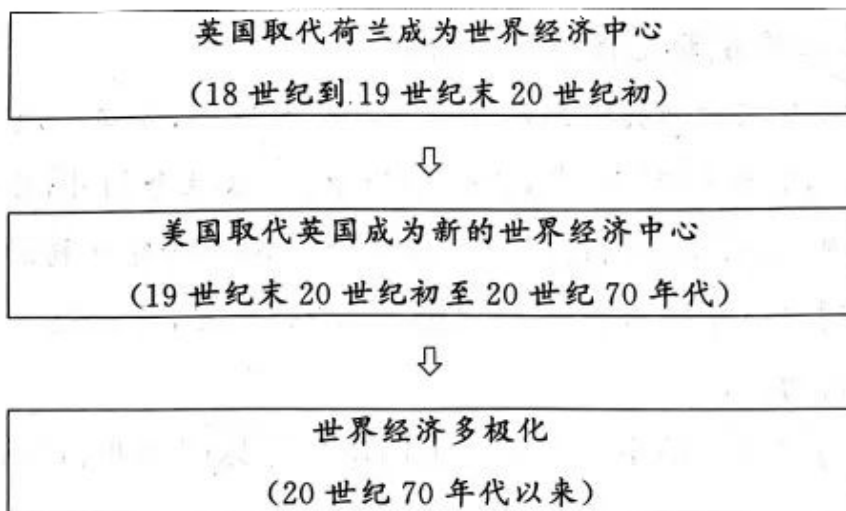 英国取代荷兰成为世界经济中心
（18世纪到19世纪末20世纪初）
⇩
美国取代英国成为新的世界经济中心
（19世纪末20世纪初至20世纪70年代）
⇩
世界经济多极化
（20世纪70年代以来）